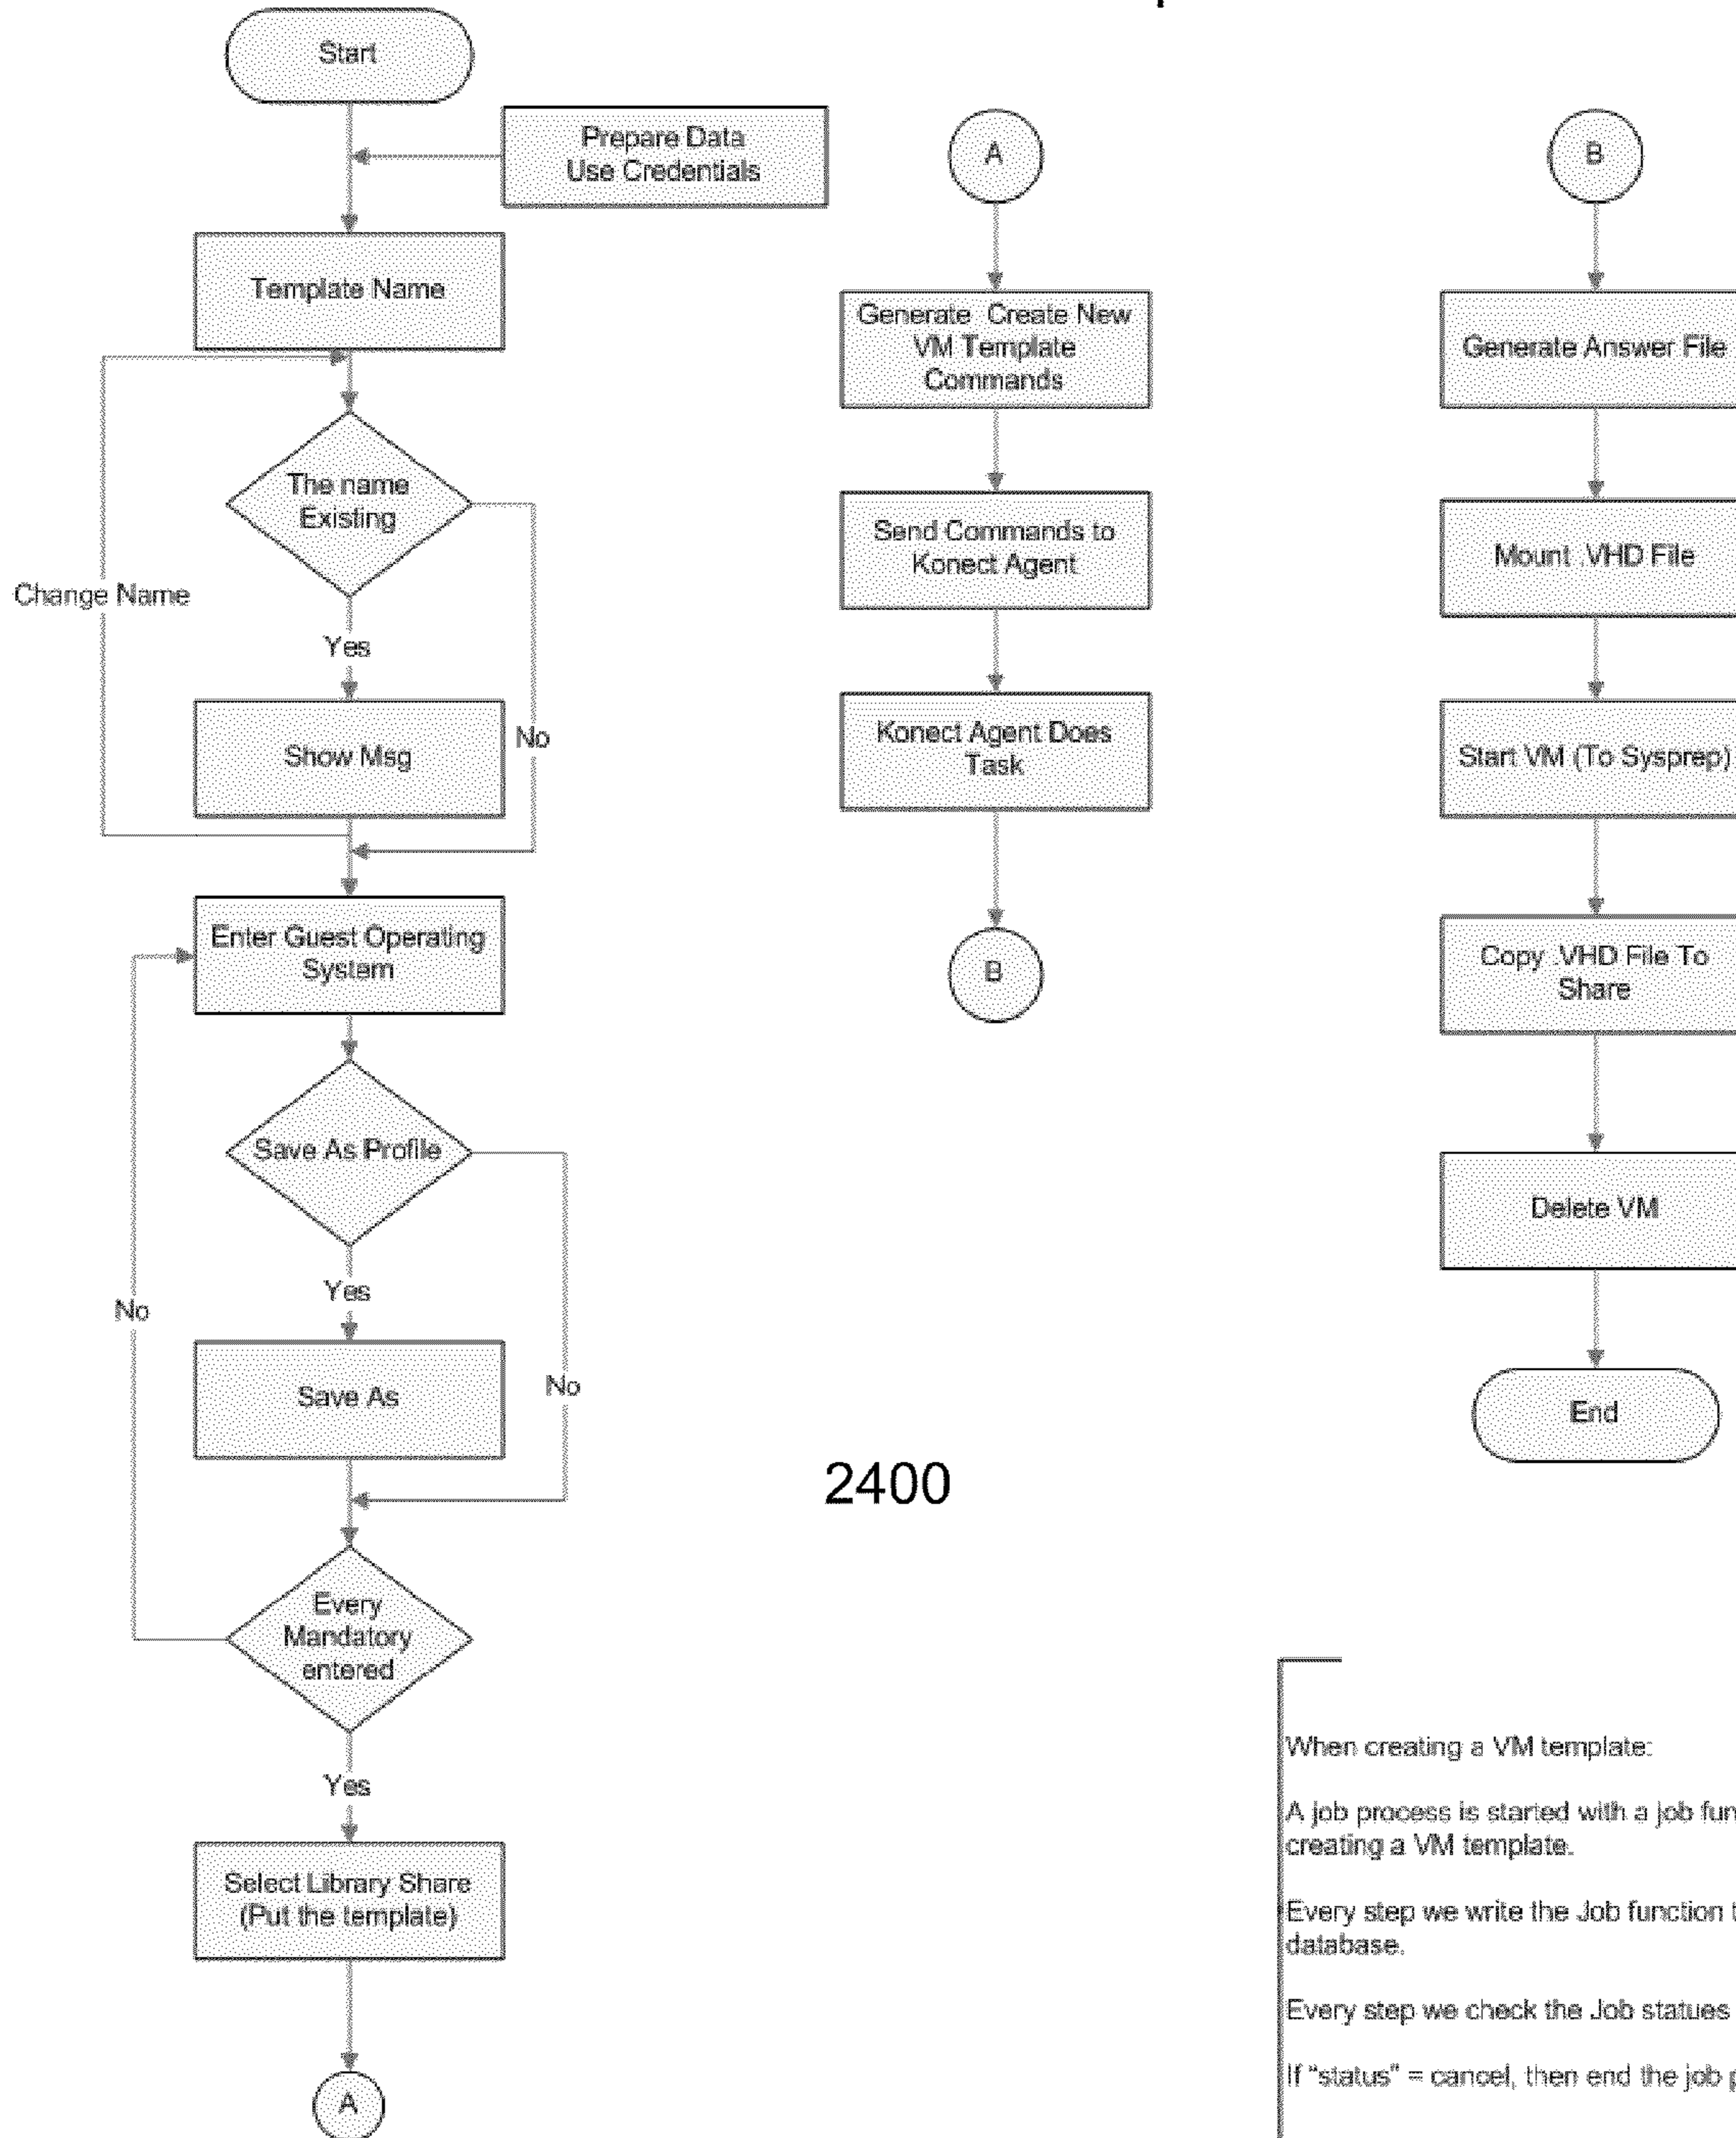 Start
Prepare Data
Use Credentials
Template Name
The name
Existing
Change Name
Yes
No
Show Msg
Enter Guest Operating
System
Save As Profile
Yes
No
No
Save As
Every
Mandatory
entered
Yes
Select Library Share
(Put the template)
A
A
Generate Create New
VM Template
Commands
Send Commands to
Konect Agent
Konect Agent Does
Task
B
2400
B
Generate Answer File
Mount .VHD File
Start VM (To Sysprep)
Copy .VHD File To
Share
Delete VM
End
When creating a VM template:
A job process is started with a job
creating a VM template.
Every step we write the Job function
database.
Every step we check the Job statues
If "status" = cancel, then end the job